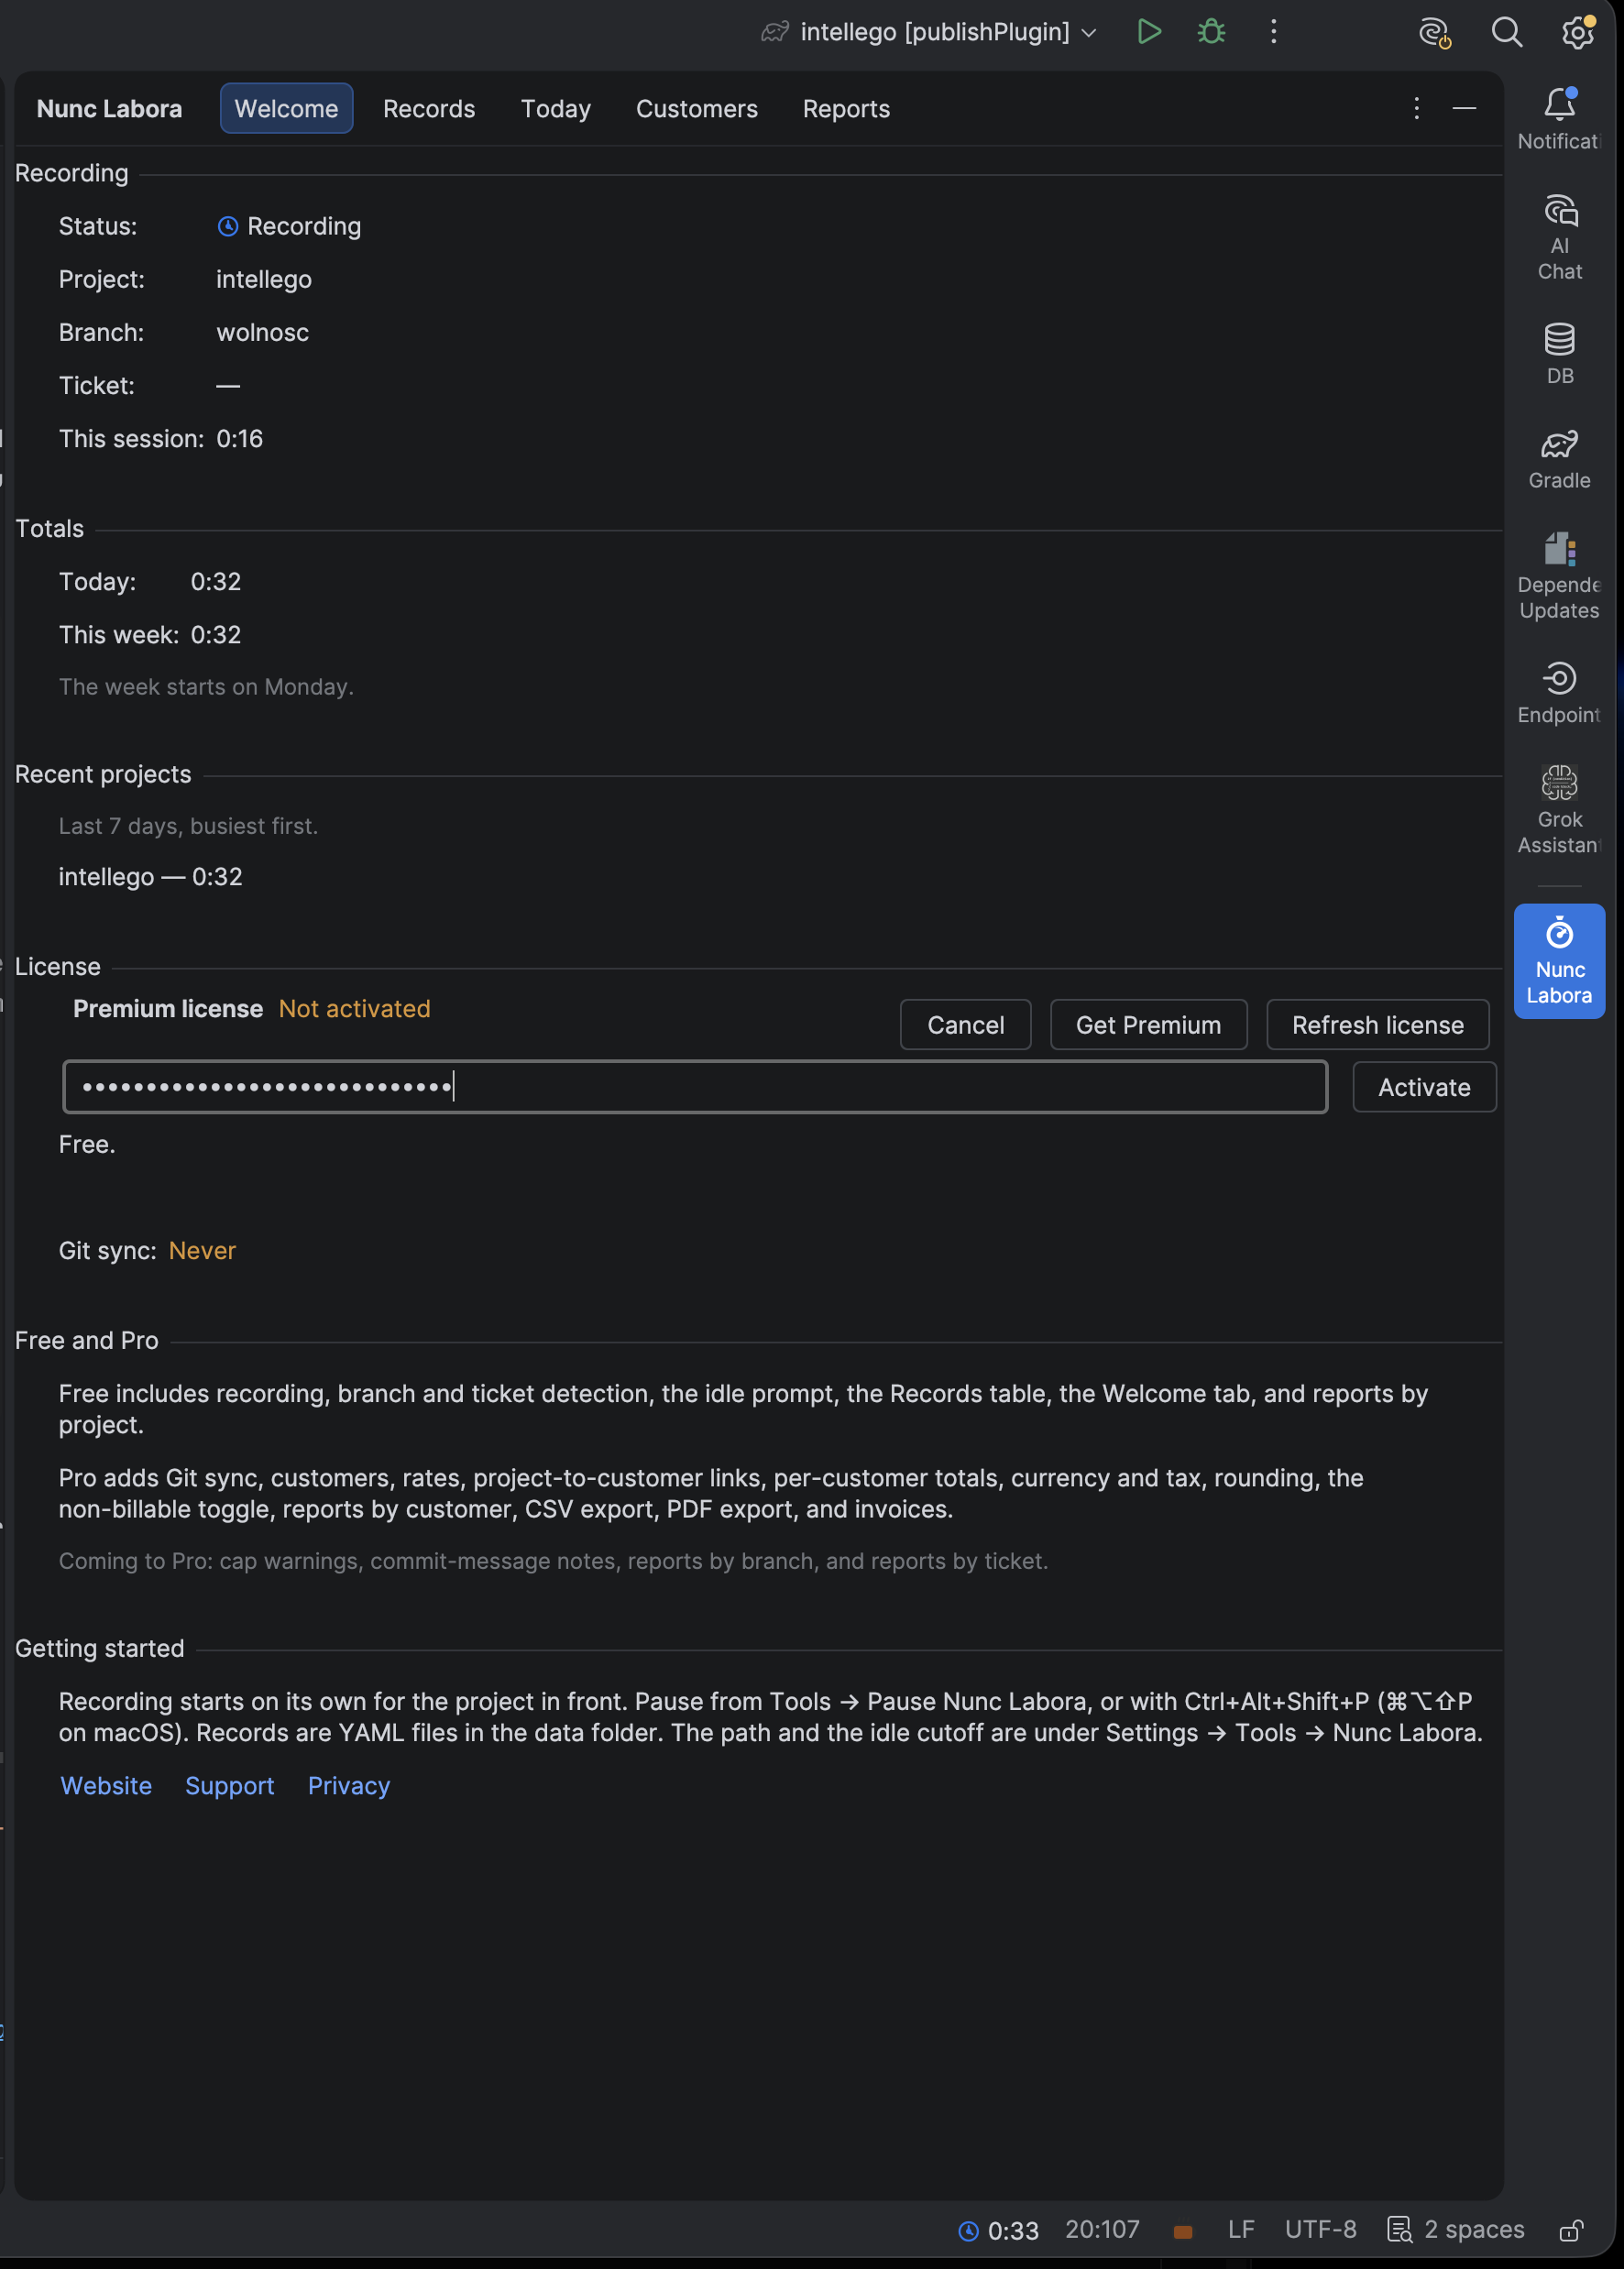 intellego [publishPlugin]
Nunc Labora Welcome Records Today Customers Reports
Recording
Status: Recording
Project: intellego
Branch: wolnosc
Ticket: —
This session: 0:16
Totals
Today: 0:32
This week: 0:32
The week starts on Monday.
Recent projects
Last 7 days, busiest first.
intellego — 0:32
License
Premium license Not activated
Cancel Get Premium Refresh license
Activate
Free.
Git sync: Never
Free and Pro
Free includes recording, branch and ticket detection, the idle prompt, the Records table, the Welcome tab, and reports by
project.
Pro adds Git sync, customers, rates, project-to-customer links, per-customer totals, currency and tax, rounding, the
non-billable toggle, reports by customer, CSV export, PDF export, and invoices.
Coming to Pro: cap warnings, commit-message notes, reports by branch, and reports by ticket.
Getting started
Recording starts on its own for the project in front. Pause from Tools → Pause Nunc Labora, or with Ctrl+Alt+Shift+P (⌘⌥⇧P
on macOS). Records are YAML files in the data folder. The path and the idle cutoff are under Settings → Tools → Nunc Labora.
Website Support Privacy
Notificati
AI
Chat
DB
Gradle
Depende
Updates
Endpoint
Grok
Assistan
Nunc
Labora
0:33 20:107 LF UTF-8 2 spaces